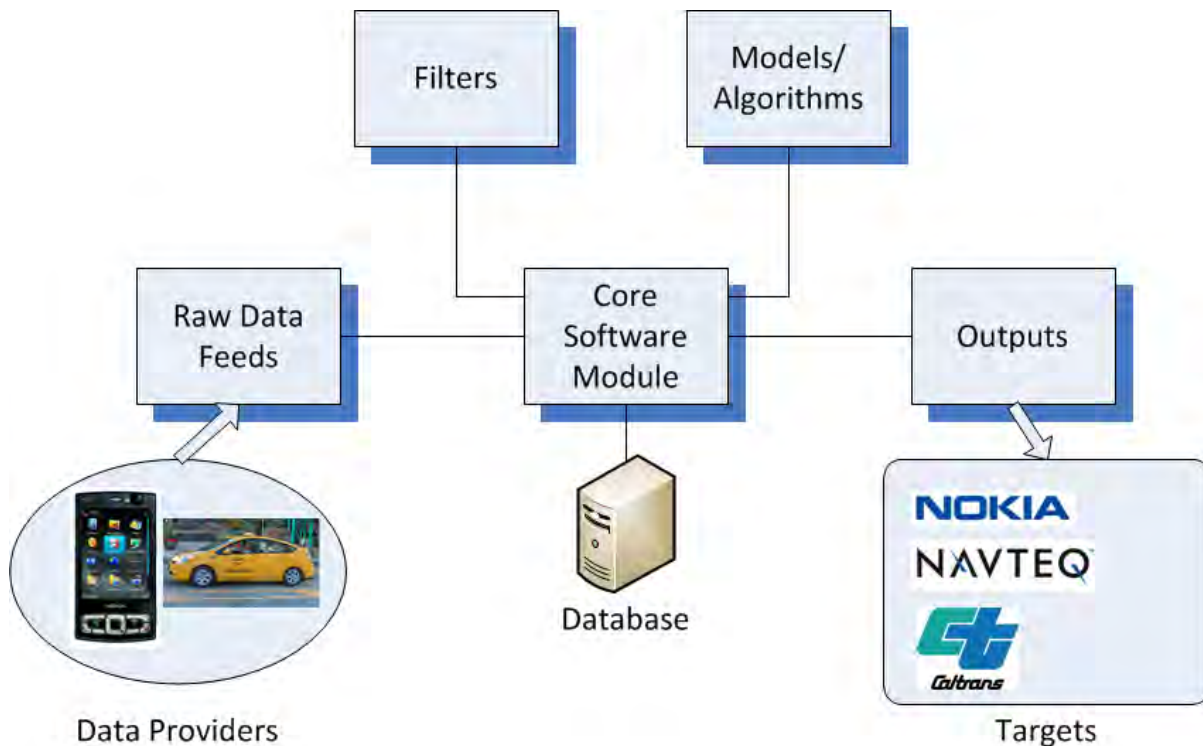 Filters
Models/
Algorithms
Raw Data
Feeds
Core
Software
Module
Outputs
Database
NOKIA
NAVTEQ
Caltrans
Data Providers
Targets